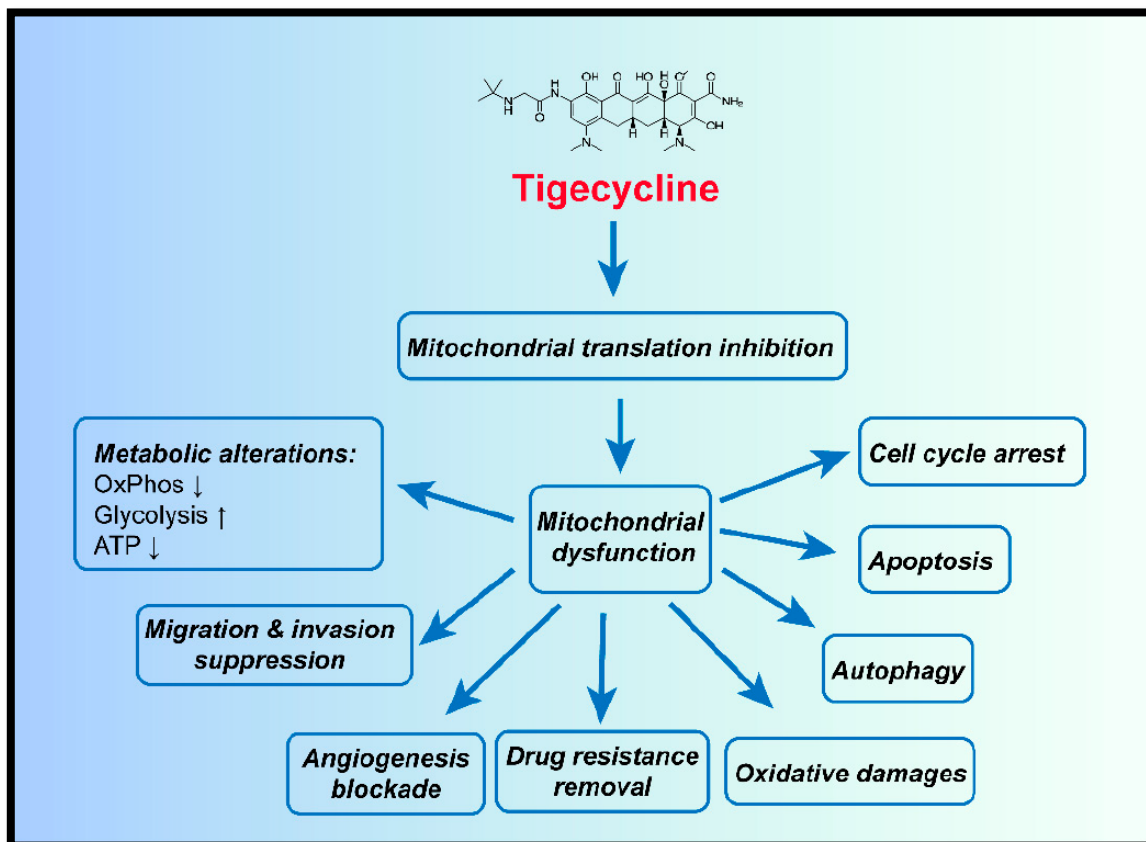 OH
O
HO
OH
O
O
NH₂
H
N
N
H
O
N
H
H
N
OH
Tigecycline
Mitochondrial translation inhibition
Metabolic alterations:
OxPhos ↓
Glycolysis ↑
ATP ↓
Mitochondrial
dysfunction
Cell cycle arrest
Apoptosis
Migration & invasion
suppression
Autophagy
Angiogenesis
blockade
Drug resistance
removal
Oxidative damages